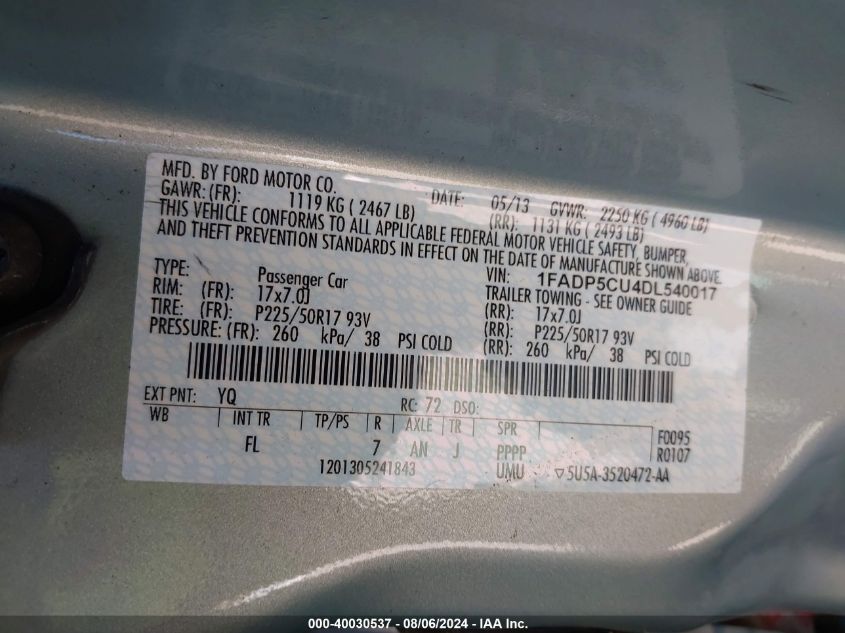 MFD. BY FORD MOTOR CO.
DATE: 05/13 GVWR: 2250 KG ( 4960 LB)
GAWR: (FR): 1119 KG ( 2467 LB) (RR): 1131 KG ( 2493 LB)
THIS VEHICLE CONFORMS TO ALL APPLICABLE FEDERAL MOTOR VEHICLE SAFETY, BUMPER,
AND THEFT PREVENTION STANDARDS IN EFFECT ON THE DATE OF MANUFACTURE SHOWN ABOVE.
VIN: 1FADP5CU4DL540017
TYPE: Passenger Car TRAILER TOWING - SEE OWNER GUIDE
RIM: (FR): 17x7.0J (RR): 17x7.0J
TIRE: (FR): P225/50R17 93V (RR): P225/50R17 93V
PRESSURE: (FR): 260 kPa/ 38 PSI COLD (RR): 260 kPa/ 38 PSI COLD
EXT PNT: YQ RC: 72 DSO:
WB INT TR TP/PS R AXLE TR SPR F0095
FL 7 AN J PPPP R0107
1201305241843 UMU ▽5U5A-3520472-AA
000-40030537 - 08/06/2024 - IAA Inc.